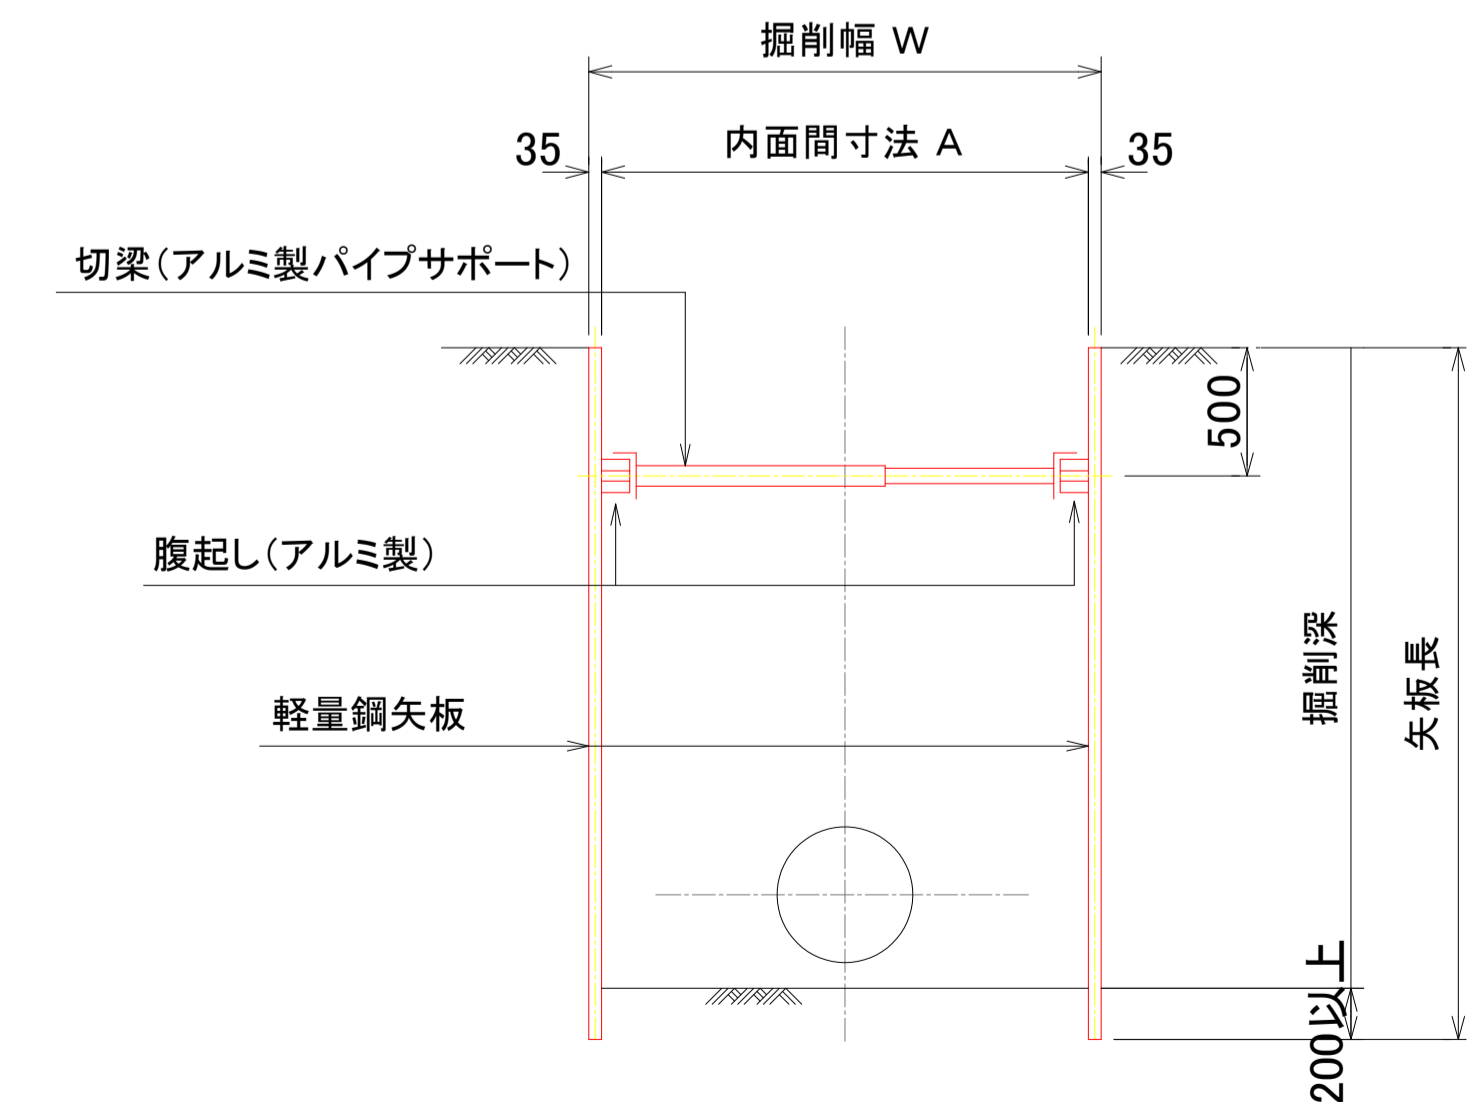 掘削幅 W
35
内面間寸法 A
35
切梁(アルミ製パイプサポート)
500
腹起し(アルミ製)
掘削深
矢板長
軽量鋼矢板
200以上